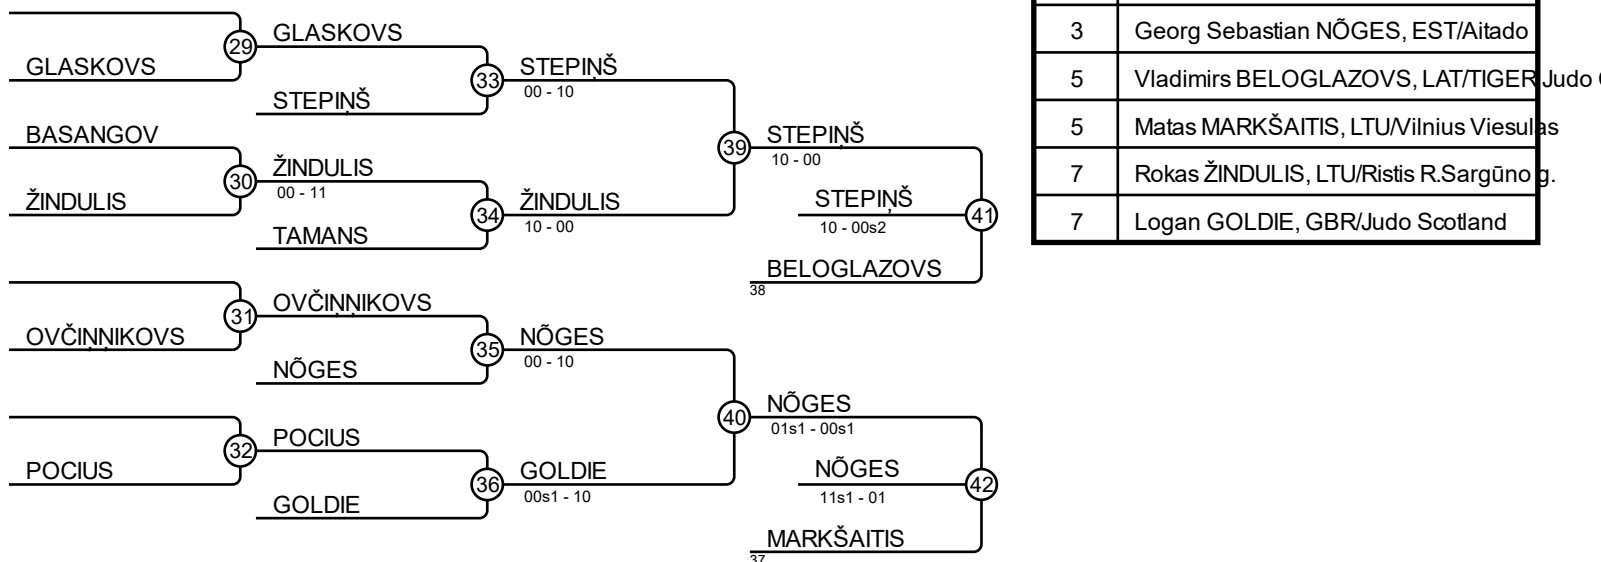 GLASKOVS
29
GLASKOVS
33
STEPIŅŠ
00 - 10
STEPIŅŠ
BASANGOV
39
STEPIŅŠ
10 - 00
30
ŽINDULIS
00 - 11
ŽINDULIS
34
ŽINDULIS
10 - 00
STEPIŅŠ
10 - 00s2
41
TAMANS
BELOGLAZOVS
38
31
OVČIŅŅIKOVS
OVČIŅŅIKOVS
35
NÕGES
00 - 10
NÕGES
40
NÕGES
01s1 - 00s1
32
POCIUS
POCIUS
36
GOLDIE
00s1 - 10
NÕGES
11s1 - 01
42
GOLDIE
MARKŠAITIS
37
3 Georg Sebastian NÕGES, EST/Aitado
5 Vladimirs BELOGLAZOVS, LAT/TIGER Judo
5 Matas MARKŠAITIS, LTU/Vilnius Viesulas
7 Rokas ŽINDULIS, LTU/Ristis R.Sargūno g.
7 Logan GOLDIE, GBR/Judo Scotland